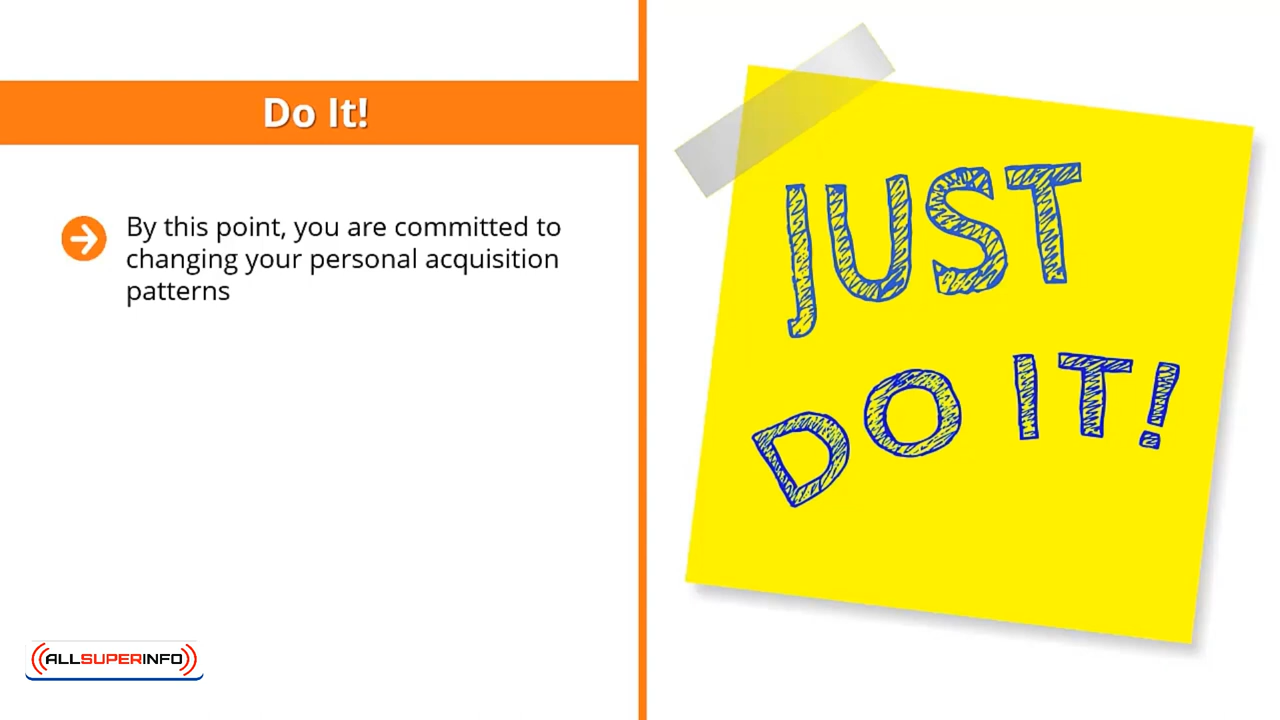 Do It!
By this point, you are committed to
changing your personal acquisition
patterns
JUST
DO IT!
ALLSUPERINFO